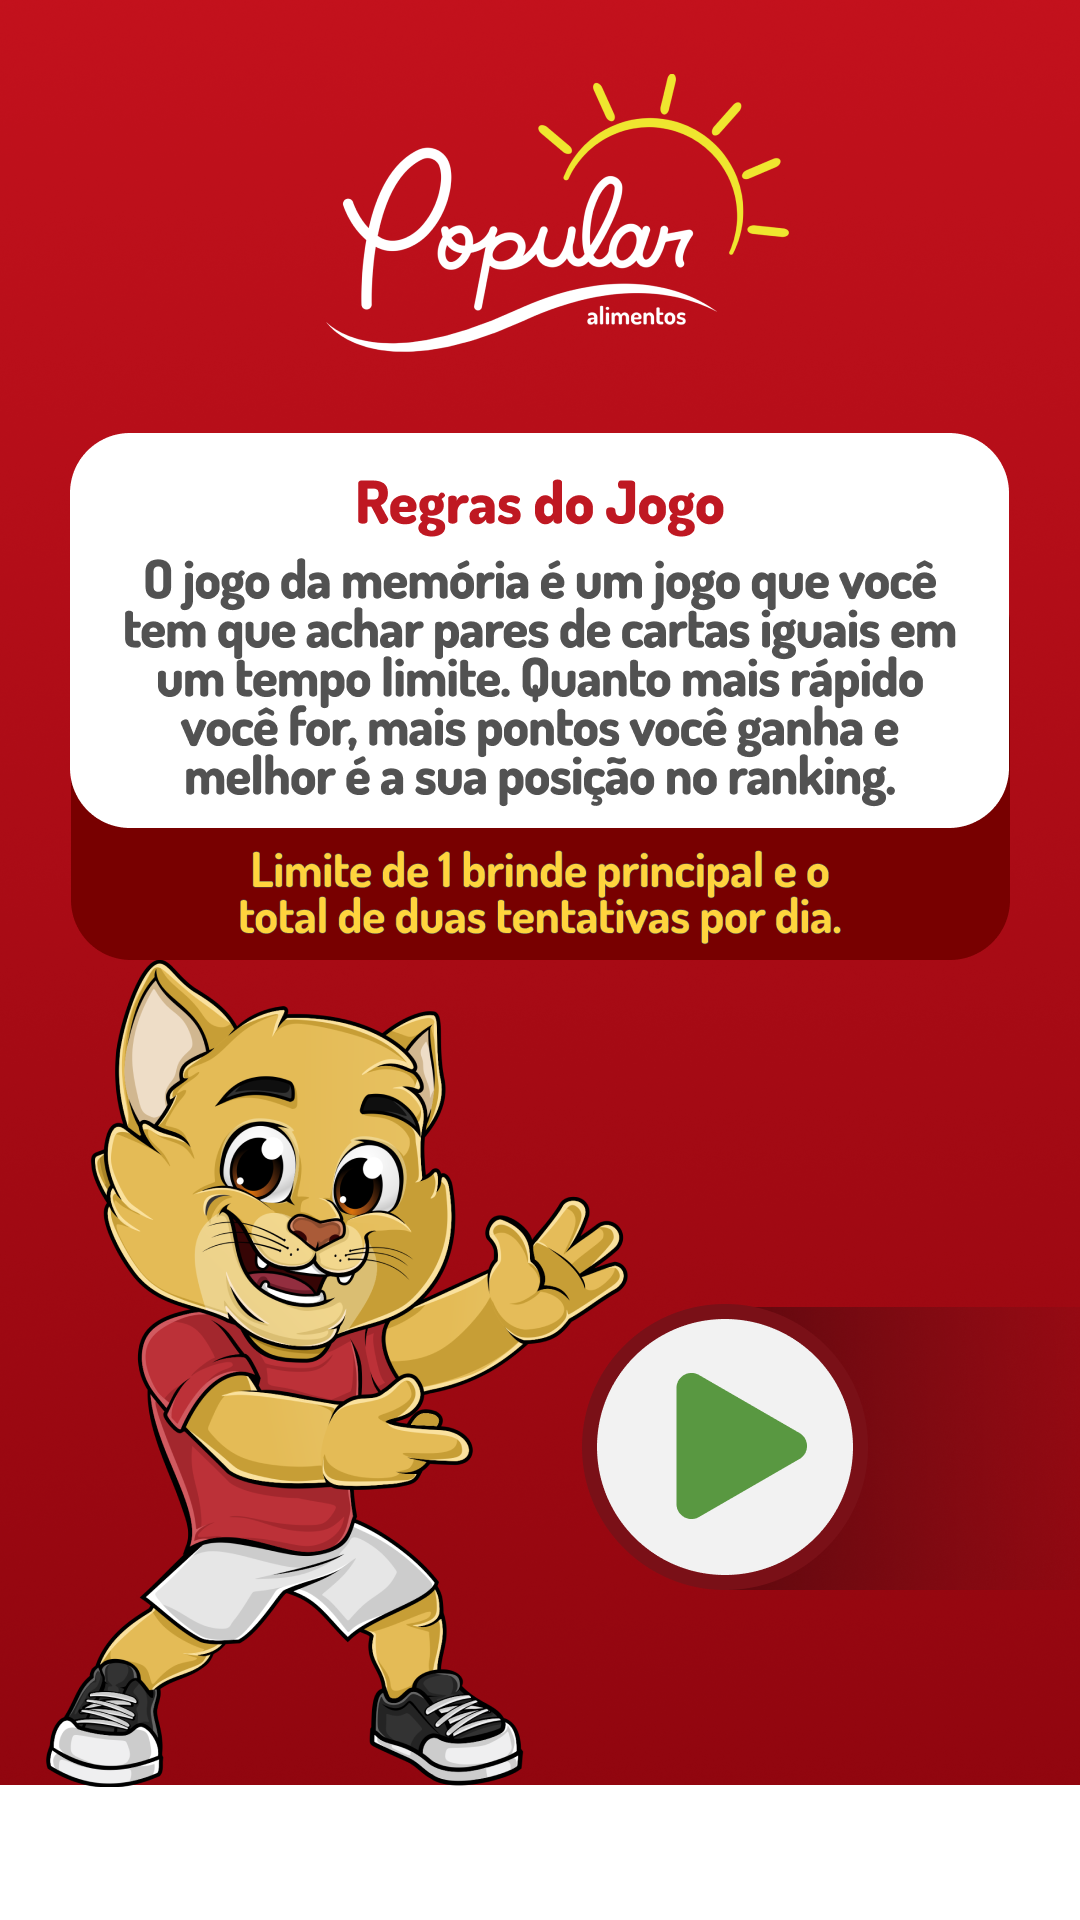 Popular
alimentos
Regras do Jogo
O jogo da memória é um jogo que você
tem que achar pares de cartas iguais em
um tempo limite. Quanto mais rápido
você for, mais pontos você ganha e
melhor é a sua posição no ranking.
Limite de 1 brinde principal e o
total de duas tentativas por dia.